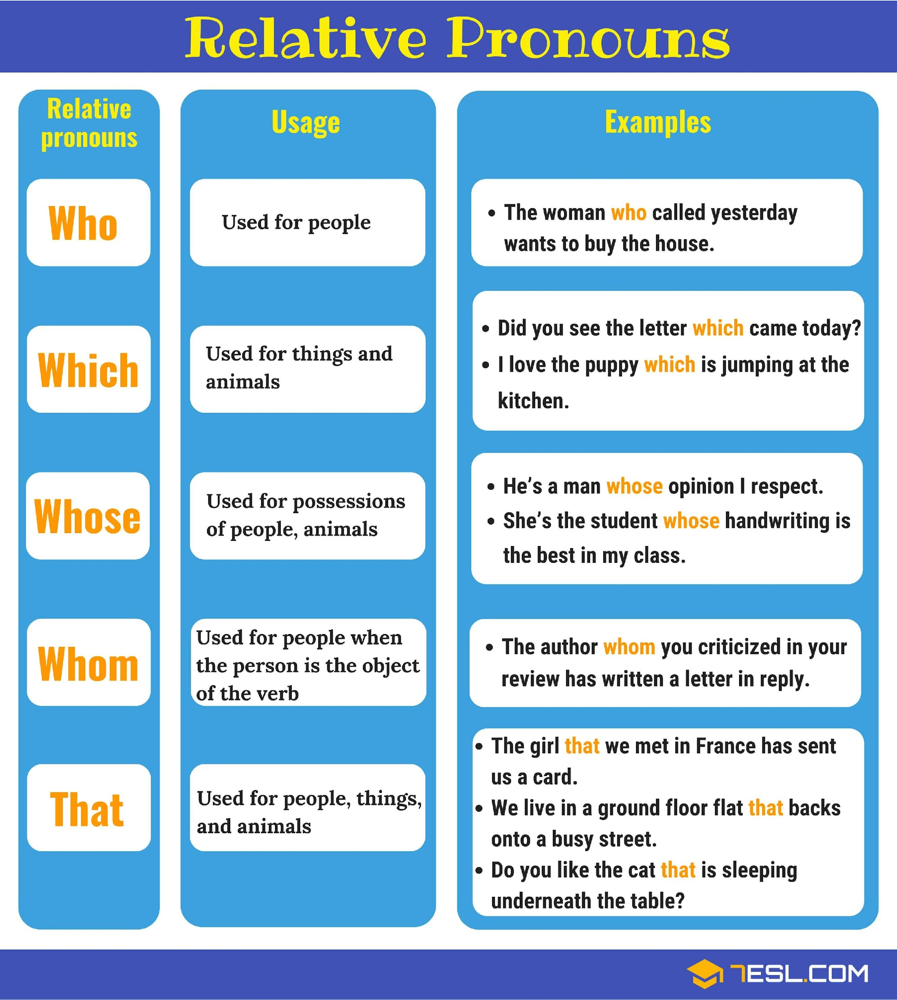 Relative Pronouns
Relative
pronouns
Usage
Examples
Who
Used for people
• The woman who called yesterday
wants to buy the house.
Which
Used for things and
animals
• Did you see the letter which came today?
• I love the puppy which is jumping at the
kitchen.
Whose
Used for possessions
of people, animals
• He's a man whose opinion I respect.
• She's the student whose handwriting is
the best in my class.
Whom
Used for people when
the person is the object
of the verb
• The author whom you criticized in your
review has written a letter in reply.
That
Used for people, things,
and animals
• The girl that we met in France has sent
us a card.
• We live in a ground floor flat that backs
onto a busy street.
• Do you like the cat that is sleeping
underneath the table?
7ESL.COM